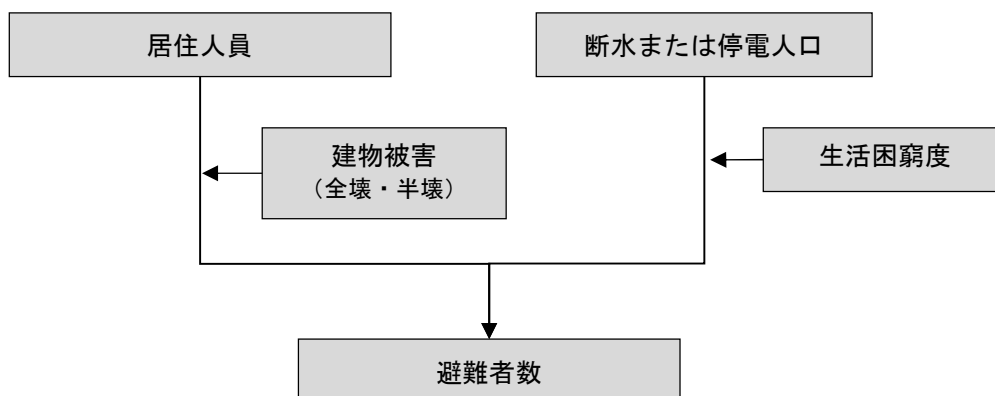 居住人員
断水または停電人口
建物被害
（全壊・半壊）
生活困窮度
避難者数